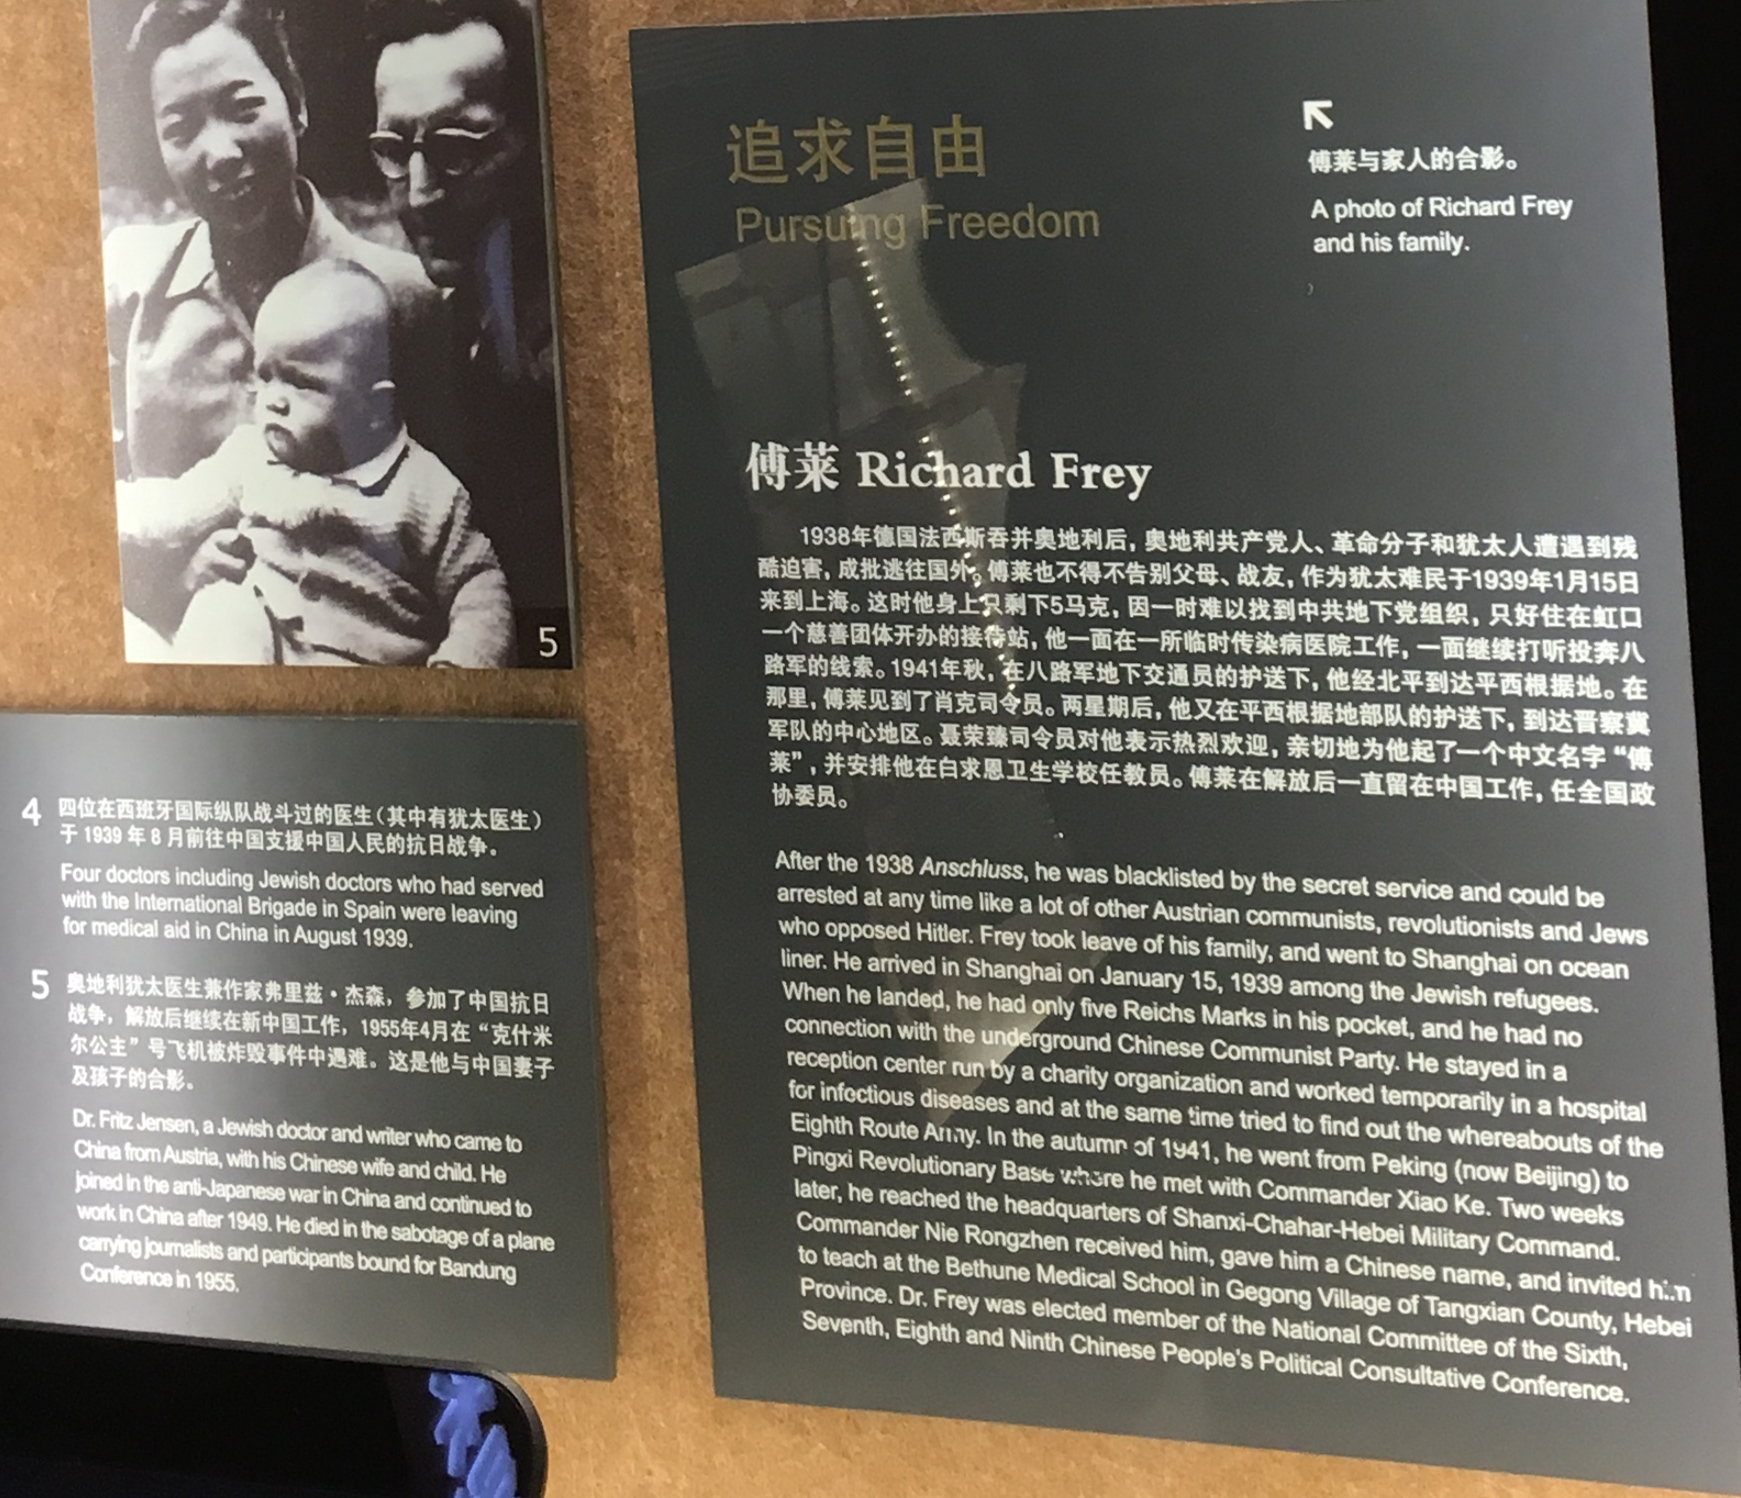 5
4 四位在西班牙国际纵队战斗过的医生（其中有犹太医生）
于 1939 年 8 月前往中国支援中国人民的抗日战争。
Four doctors including Jewish doctors who had served
with the International Brigade in Spain were leaving
for medical aid in China in August 1939.
5 奥地利犹太医生兼作家弗里兹·杰森，参加了中国抗日
战争，解放后继续在新中国工作，1955年4月在“克什米
尔公主”号飞机被炸毁事件中遇难。这是他与中国妻子
及孩子的合影。
Dr. Fritz Jensen, a Jewish doctor and writer who came to
China from Austria, with his Chinese wife and child. He
joined in the anti-Japanese war in China and continued to
work in China after 1949. He died in the sabotage of a plane
carrying journalists and participants bound for Bandung
Conference in 1955.
追求自由
Pursuing Freedom
傅莱与家人的合影。
A photo of Richard Frey
and his family.
傅莱 Richard Frey
1938年德国法西斯吞并奥地利后，奥地利共产党人、革命分子和犹太人遭遇到残
酷迫害，成批逃往国外。傅莱也不得不告别父母、战友，作为犹太难民于1939年1月15日
来到上海。这时他身上只剩下5马克，因一时难以找到中共地下党组织，只好住在虹口
一个慈善团体开办的接待站，他一面在一所临时传染病医院工作，一面继续打听投奔八
路军的线索。1941年秋，在八路军地下交通员的护送下，他经北平到达平西根据地。在
那里，傅莱见到了肖克司令员。两星期后，他又在平西根据地部队的护送下，到达晋察冀
军队的中心地区。聂荣臻司令员对他表示热烈欢迎，亲切地为他起了一个中文名字“傅
莱”，并安排他在白求恩卫生学校任教员。傅莱在解放后一直留在中国工作，任全国政
协委员。
After the 1938 Anschluss, he was blacklisted by the secret service and could be
arrested at any time like a lot of other Austrian communists, revolutionists and Jews
who opposed Hitler. Frey took leave of his family, and went to Shanghai on ocean
liner. He arrived in Shanghai on January 15, 1939 among the Jewish refugees.
When he landed, he had only five Reichs Marks in his pocket, and he had no
connection with the underground Chinese Communist Party. He stayed in a
reception center run by a charity organization and worked temporarily in a hospital
for infectious diseases and at the same time tried to find out the whereabouts of the
Eighth Route Army. In the autumn of 1941, he went from Peking (now Beijing) to
Pingxi Revolutionary Base where he met with Commander Xiao Ke. Two weeks
later, he reached the headquarters of Shanxi-Chahar-Hebei Military Command.
Commander Nie Rongzhen received him, gave him a Chinese name, and invited him
to teach at the Bethune Medical School in Gegong Village of Tangxian County, Hebei
Province. Dr. Frey was elected member of the National Committee of the Sixth,
Seventh, Eighth and Ninth Chinese People's Political Consultative Conference.